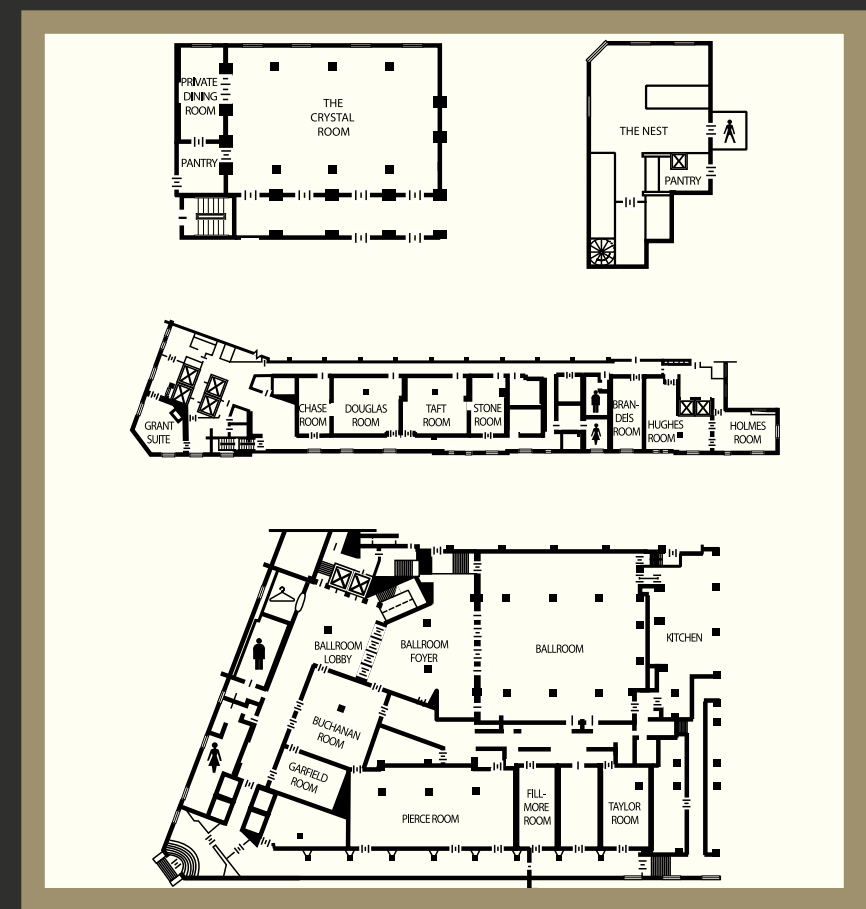 PRIVATE
DINING
ROOM
THE
CRYSTAL
ROOM
PANTRY
THE NEST
PANTRY
GRANT
SUITE
CHASE
ROOM
DOUGLAS
ROOM
TAFT
ROOM
STONE
ROOM
BRAN-
DEIS
ROOM
HUGHES
ROOM
HOLMES
ROOM
BALLROOM
LOBBY
BALLROOM
FOYER
BALLROOM
KITCHEN
BUCHANAN
ROOM
GARFIELD
ROOM
PIERCE ROOM
FILL-
MORE
ROOM
TAYLOR
ROOM